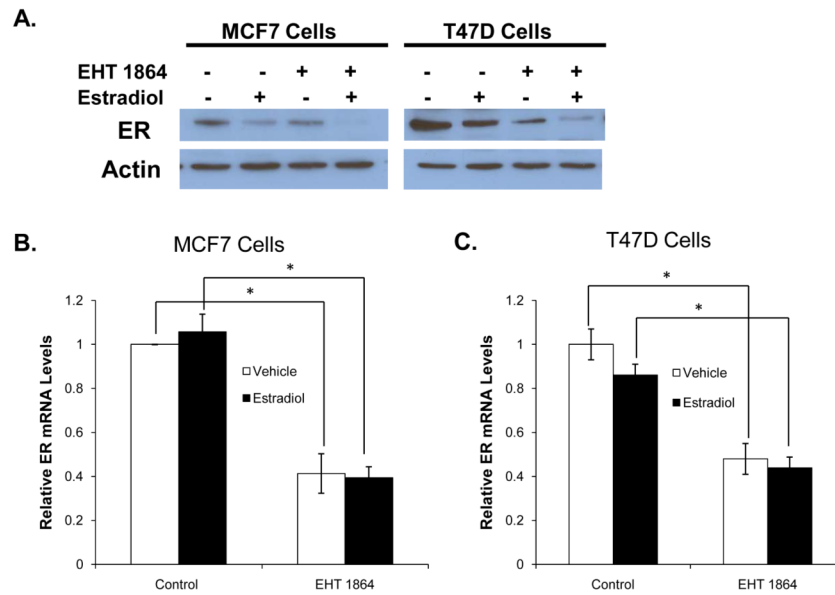 A.
MCF7 Cells
T47D Cells
EHT 1864 - - + + - - + +
Estradiol - + - + - + - +
ER
Actin
B.
MCF7 Cells
*
*
Relative ER mRNA Levels
1.2
1
0.8
0.6
0.4
0.2
0
Vehicle
Estradiol
Control
EHT 1864
C.
T47D Cells
*
*
Relative ER mRNA Levels
1.2
1
0.8
0.6
0.4
0.2
0
Vehicle
Estradiol
Control
EHT 1864